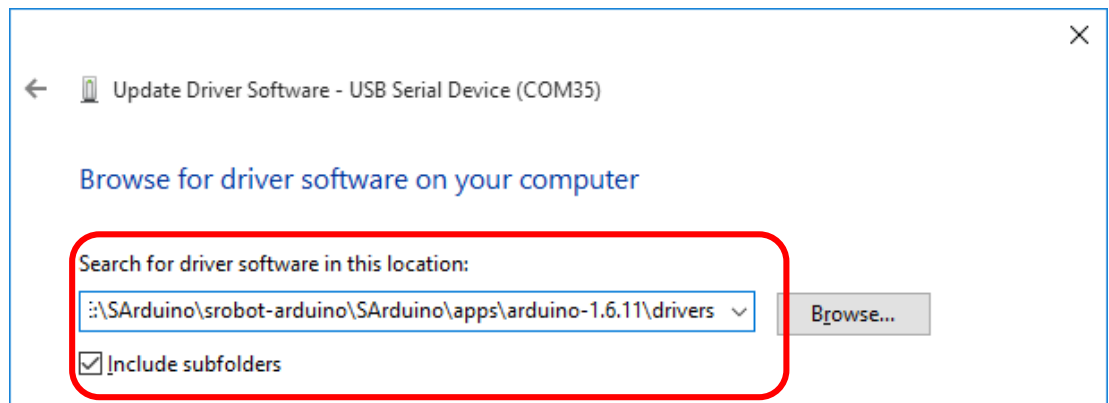 Update Driver Software - USB Serial Device (COM35)
Browse for driver software on your computer
Search for driver software in this location:
:\SArduino\srobot-arduino\SArduino\apps\arduino-1.6.11\drivers
Browse...
Include subfolders